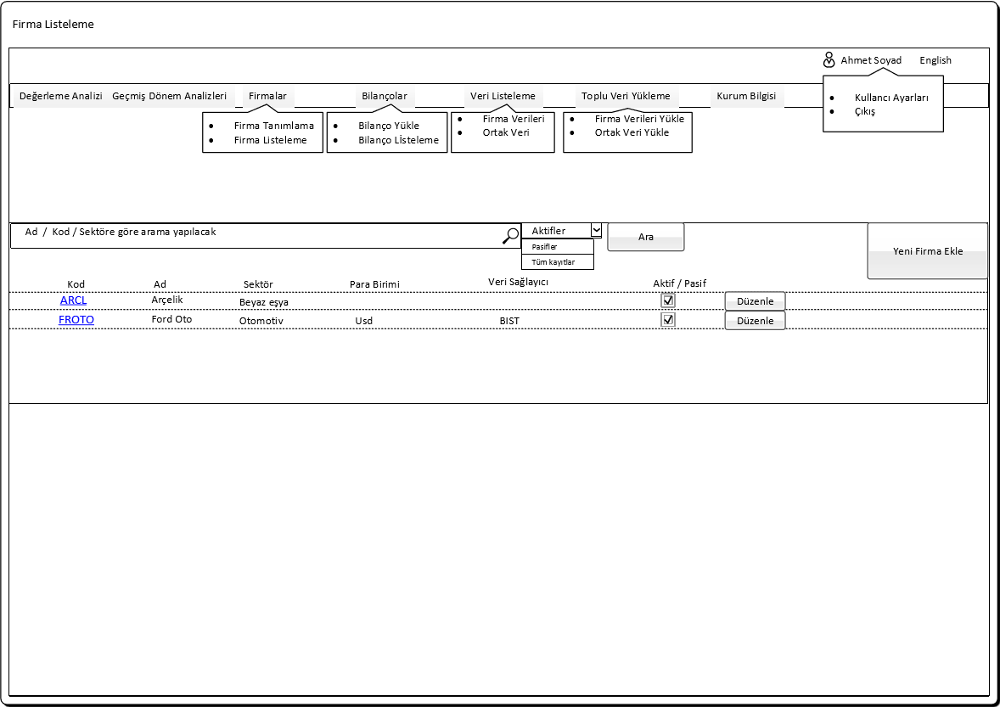 Firma Listeleme
Ahmet Soyad English
Değerleme Analizi Geçmiş Dönem Analizleri Firmalar Bilançolar Veri Listeleme Toplu Veri Yükleme Kurum Bilgisi
• Kullancı Ayarları
• Çıkış
• Firma Tanımlama
• Firma Listeleme
• Bilanço Yükle
• Bilanço Lİsteleme
• Firma Verileri
• Ortak Veri
• Firma Verileri Yükle
• Ortak Veri Yükle
Ad / Kod / Sektöre göre arama yapılacak
Aktifler
Pasifler
Tüm kayıtlar
Ara
Yeni Firma Ekle
Kod Ad Sektör Para Birimi Veri Sağlayıcı Aktif / Pasif
ARCL Arçelik Beyaz eşya Düzenle
FROTO Ford Oto Otomotiv Usd BIST Düzenle